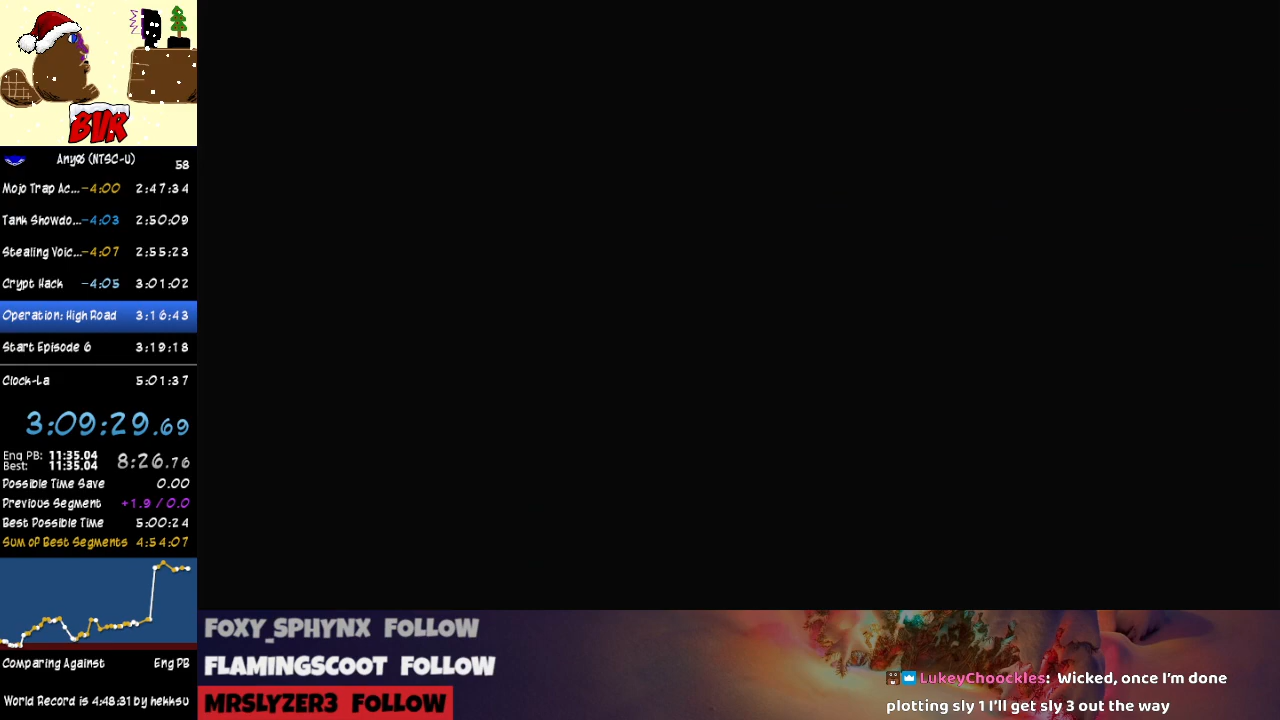 BVR
Any% (NTSC-U)
58
Mojo Trap Ac... -4:00 2:47:34
Tank Showdo... -4:03 2:50:09
Stealing Voic... -4:07 2:55:23
Crypt Hack -4:05 3:01:02
Operation: High Road 3:16:43
Start Episode 6 3:19:18
Clock-La 5:01:37
3:09:29.69
Eng PB: 11:35.04
Best: 11:35.04
8:26.76
Possible Time Save 0.00
Previous Segment +1.9 / 0.0
Best Possible Time 5:00:24
Sum of Best Segments 4:54:07
Comparing Against Eng PB
World Record is 4:48:31 by hekksu
FOXY_SPHYNX FOLLOW
FLAMINGSCOOT FOLLOW
MRSLYZER3 FOLLOW
LukeyChoockles: Wicked, once I'm done
plotting sly 1 I'll get sly 3 out the way